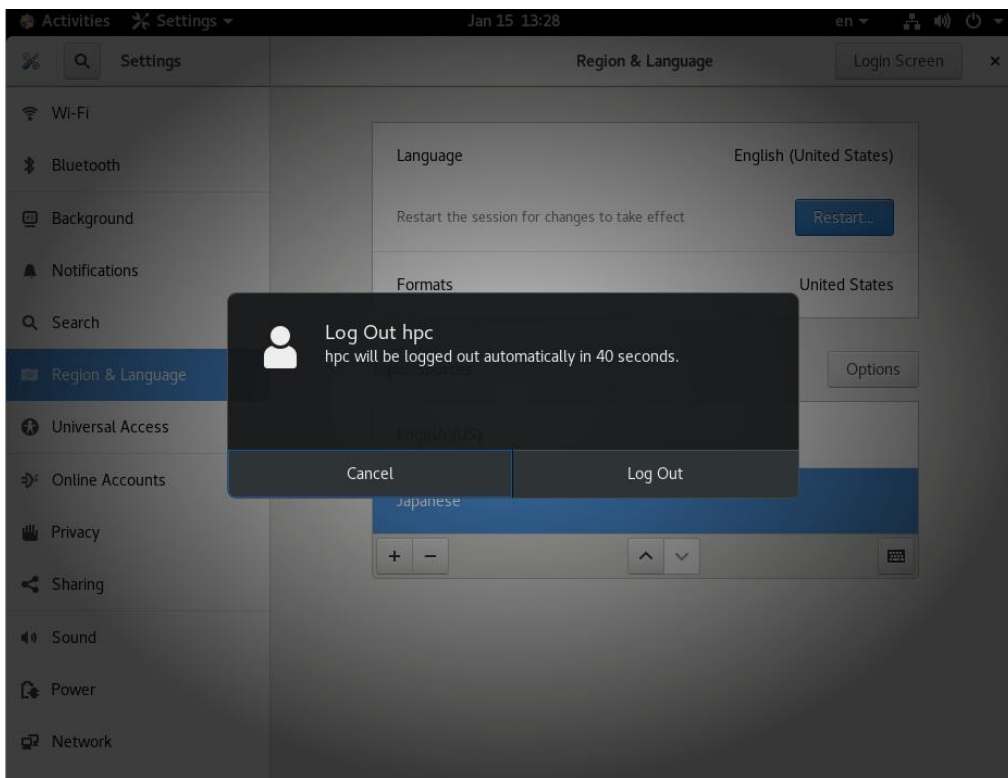 Activities Settings Jan 15 13:28 en
Settings Region & Language Login Screen
Wi-Fi
Bluetooth
Background
Notifications
Search
Region & Language
Universal Access
Online Accounts
Privacy
Sharing
Sound
Power
Network
Language English (United States)
Restart the session for changes to take effect Restart...
Formats United States
Input Sources Options
English (US)
Japanese
Log Out hpc
hpc will be logged out automatically in 40 seconds.
Cancel Log Out